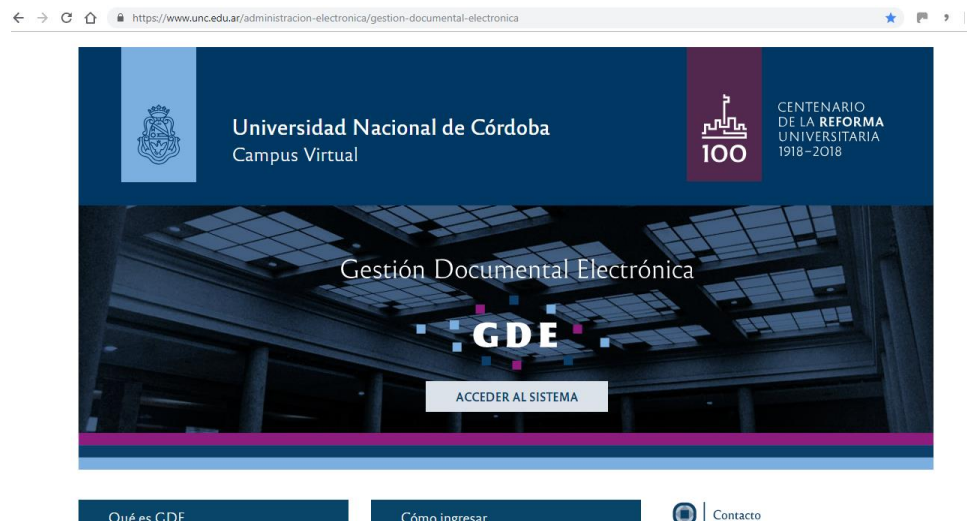 https://www.unc.edu.ar/administracion-electronica/gestion-documental-electronica
Universidad Nacional de Córdoba
Campus Virtual
100
CENTENARIO
DE LA REFORMA
UNIVERSITARIA
1918-2018
Gestión Documental Electrónica
GDE
ACCEDER AL SISTEMA
Qué es GDE
Cómo ingresar
Contacto